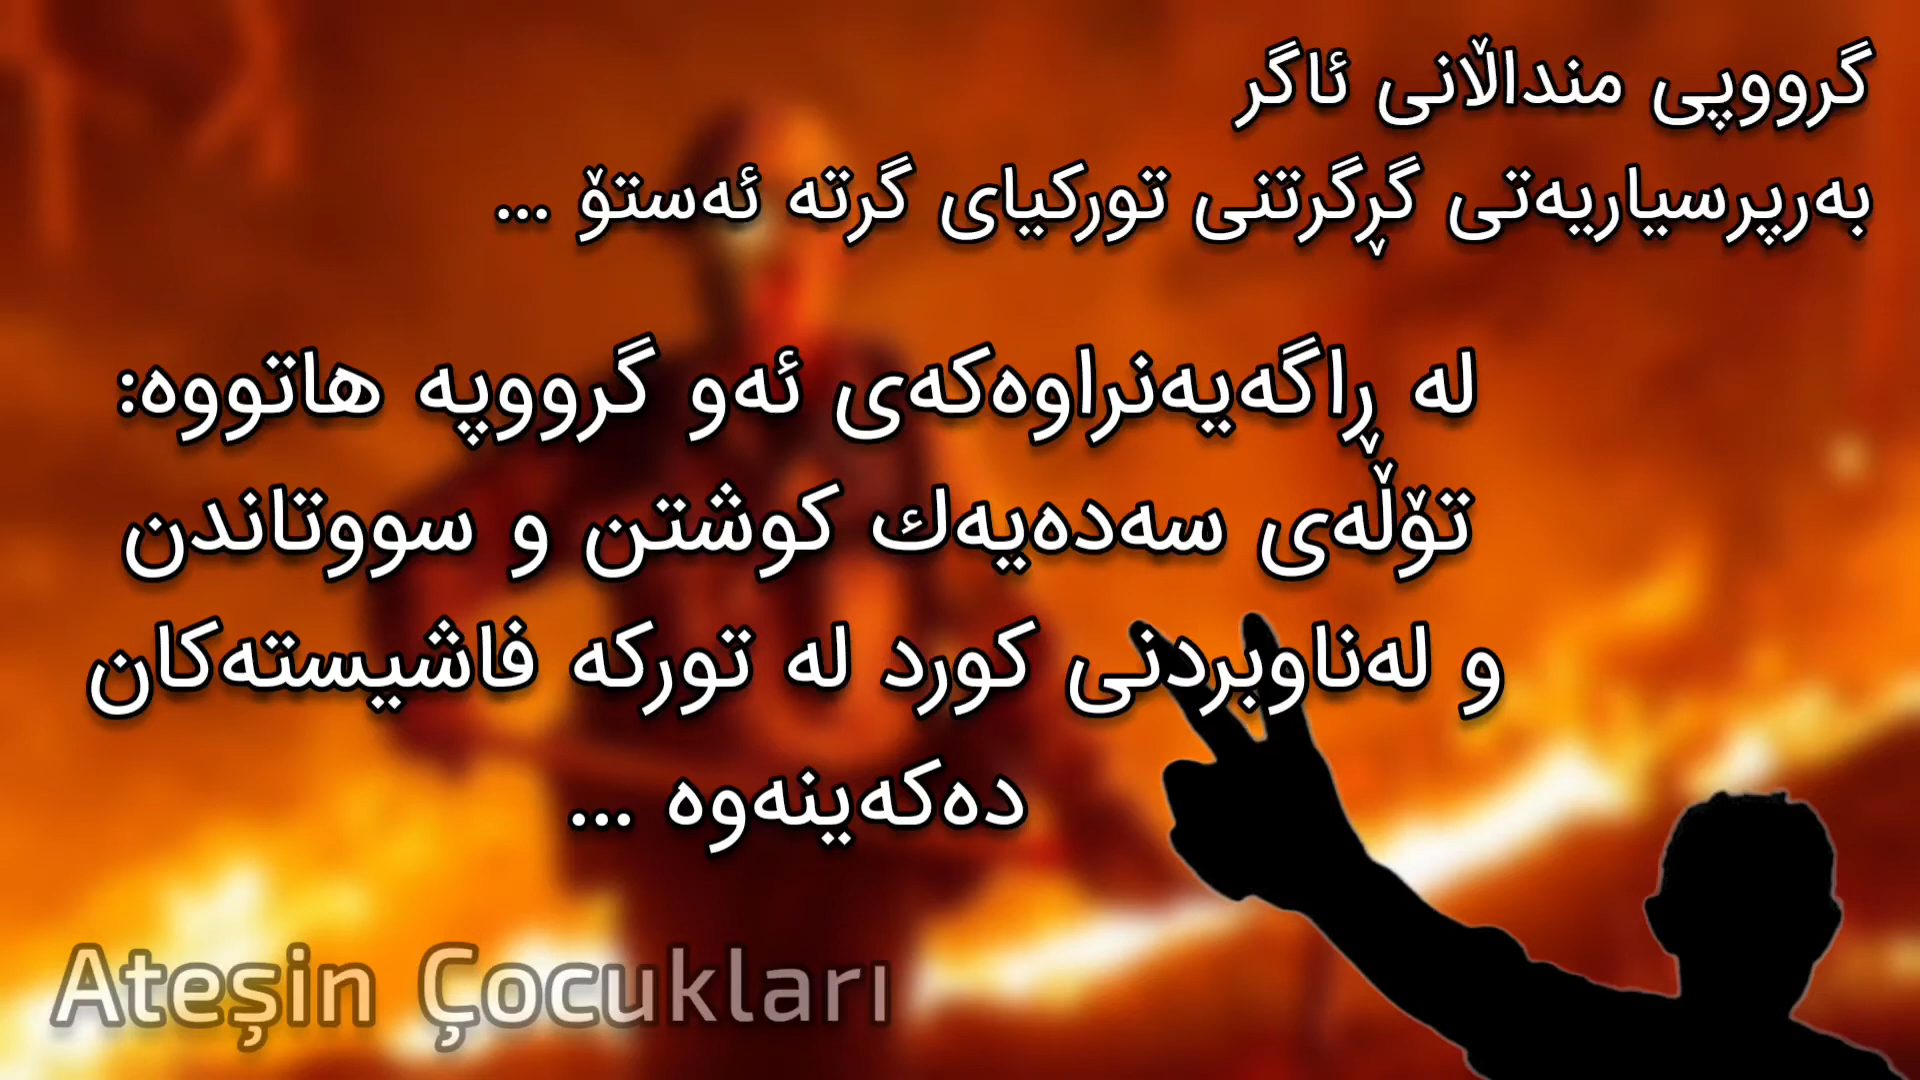 گرووپی منداڵانی ئاگر
بەرپرسیاریەتی گڕگرتنی تورکیای گرتە ئەستۆ ...
لە ڕاگەیەنراوەکەی ئەو گرووپە هاتووە:
تۆڵەی سەدەیەك کوشتن و سووتاندن
و لەناوبردنی کورد لە تورکە فاشیستەکان
دەکەینەوە ...
Ateşin Çocukları